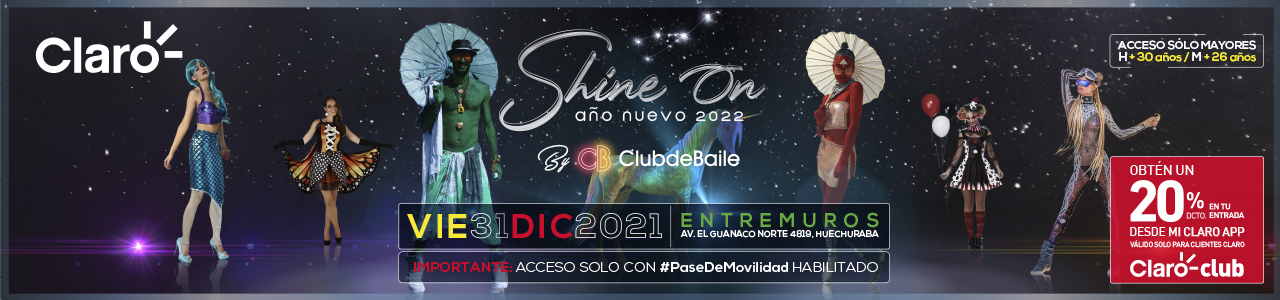 Claro
Shine On
año nuevo 2022
By CB ClubdeBaile
VIE31DIC2021
ENTREMUROS
AV. EL GUANACO NORTE 4819, HUECHURABA
IMPORTANTE: ACCESO SOLO CON #PaseDeMovilidad HABILITADO
ACCESO SÓLO MAYORES
H + 30 años / M + 26 años
OBTÉN UN
20% DCTO. EN TU ENTRADA
DESDE MI CLARO APP
VÁLIDO SOLO PARA CLIENTES CLARO
Claro-club